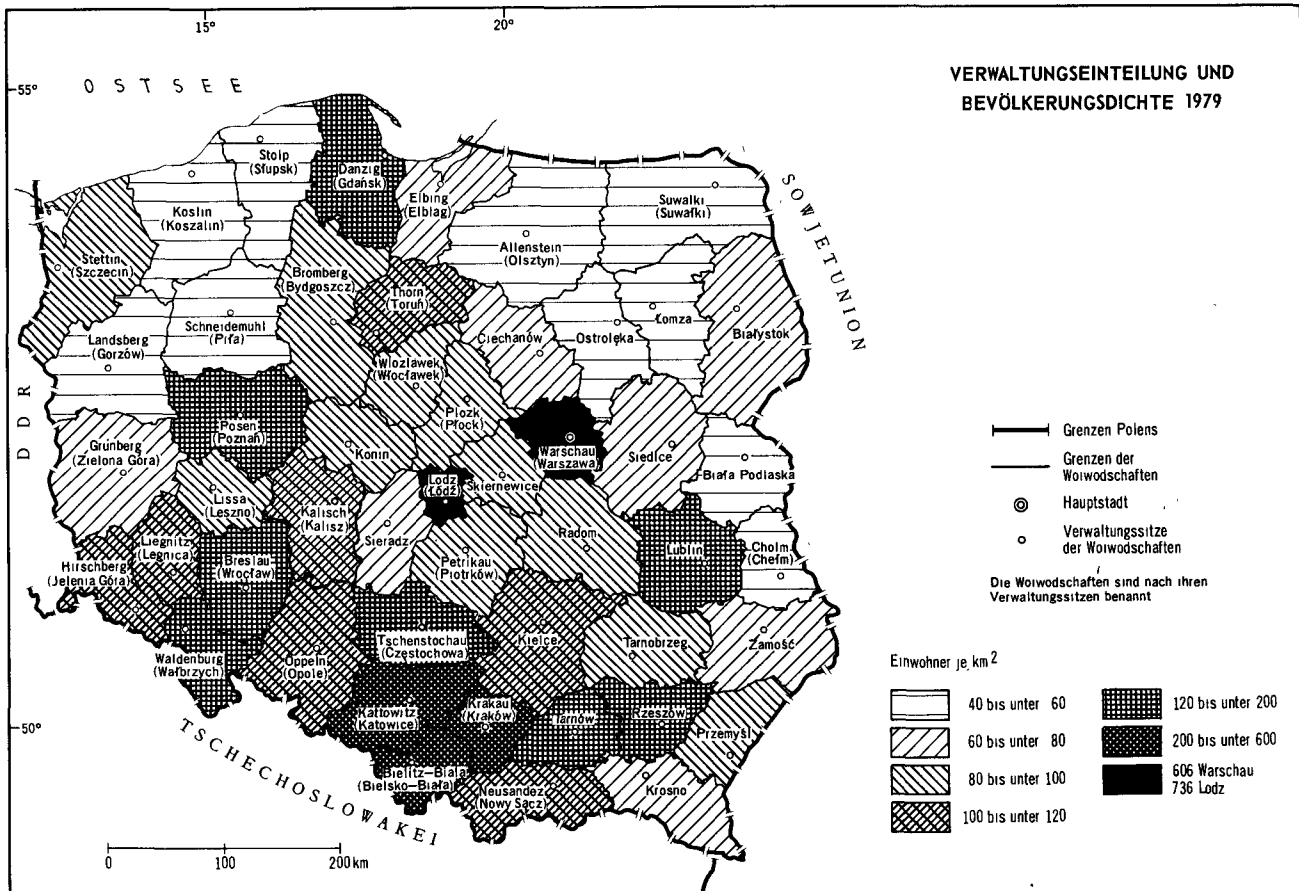 15°
20°
55°
OSTSEE
VERWALTUNGSEINTEILUNG UND
BEVÖLKERUNGSDICHTE 1979
Stolp
(Słupsk)
Danzig
(Gdańsk)
Elbing
(Elbląg)
Suwalki
(Suwałki)
SOWJETUNION
Köslin
(Koszalin)
Allenstein
(Olsztyn)
Stettin
(Szczecin)
Bromberg
(Bydgoszcz)
Thorn
(Toruń)
Schneidemuhl
(Piła)
Landsberg
(Gorzów)
Ciechanów
Ostrolęka
Łomza
Białystok
Wlozlawek
(Włocławek)
DDR
Plozk
(Płock)
Posen
(Poznań)
Grünberg
(Zielona Góra)
Konin
Warschau
(Warszawa)
Siedlce
Biała Podlaska
Lissa
(Leszno)
Kalisch
(Kalisz)
Lodz
(Łódź)
Skiernewice
Sieradz
Radom
Liegnitz
(Legnica)
Hirschberg
(Jelenia Góra)
Breslau
(Wrocław)
Petrikau
(Piotrków)
Lublin
Cholm
(Chełm)
Waldenburg
(Wałbrzych)
Oppeln
(Opole)
Tschenstochau
(Częstochowa)
Kielce
Tarnobrzeg
Zamość
Kattowitz
(Katowice)
Krakau
(Kraków)
Tarnów
Rzeszów
Przemyśl
50°
TSCHECHOSLOWAKEI
Bielitz-Biala
(Bielsko-Biała)
Neusandez
(Nowy Sącz)
Krosno
0 100 200 km
Grenzen Polens
Grenzen der
Woiwodschaften
Hauptstadt
Verwaltungssitze
der Woiwodschaften
Die Woiwodschaften sind nach ihren
Verwaltungssitzen benannt
Einwohner je km²
40 bis unter 60
60 bis unter 80
80 bis unter 100
100 bis unter 120
120 bis unter 200
200 bis unter 600
606 Warschau
736 Lodz